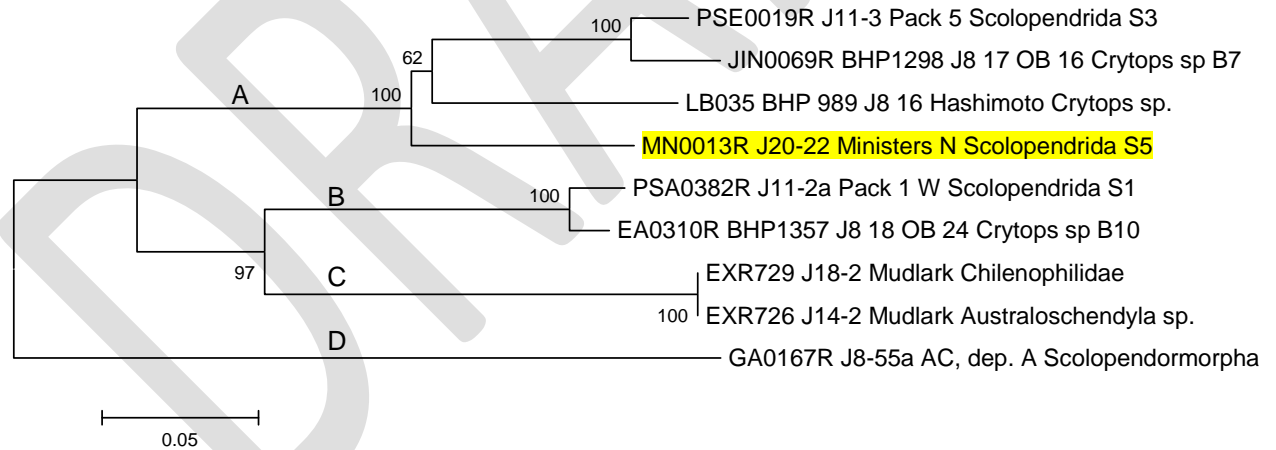 100 PSE0019R J11-3 Pack 5 Scolopendrida S3
62 JIN0069R BHP1298 J8 17 OB 16 Crytops sp B7
A 100 LB035 BHP 989 J8 16 Hashimoto Crytops sp.
MN0013R J20-22 Ministers N Scolopendrida S5
B 100 PSA0382R J11-2a Pack 1 W Scolopendrida S1
EA0310R BHP1357 J8 18 OB 24 Crytops sp B10
97 C EXR729 J18-2 Mudlark Chilenophilidae
100 EXR726 J14-2 Mudlark Australoschendyla sp.
D GA0167R J8-55a AC, dep. A Scolopendormorpha
0.05
DRA